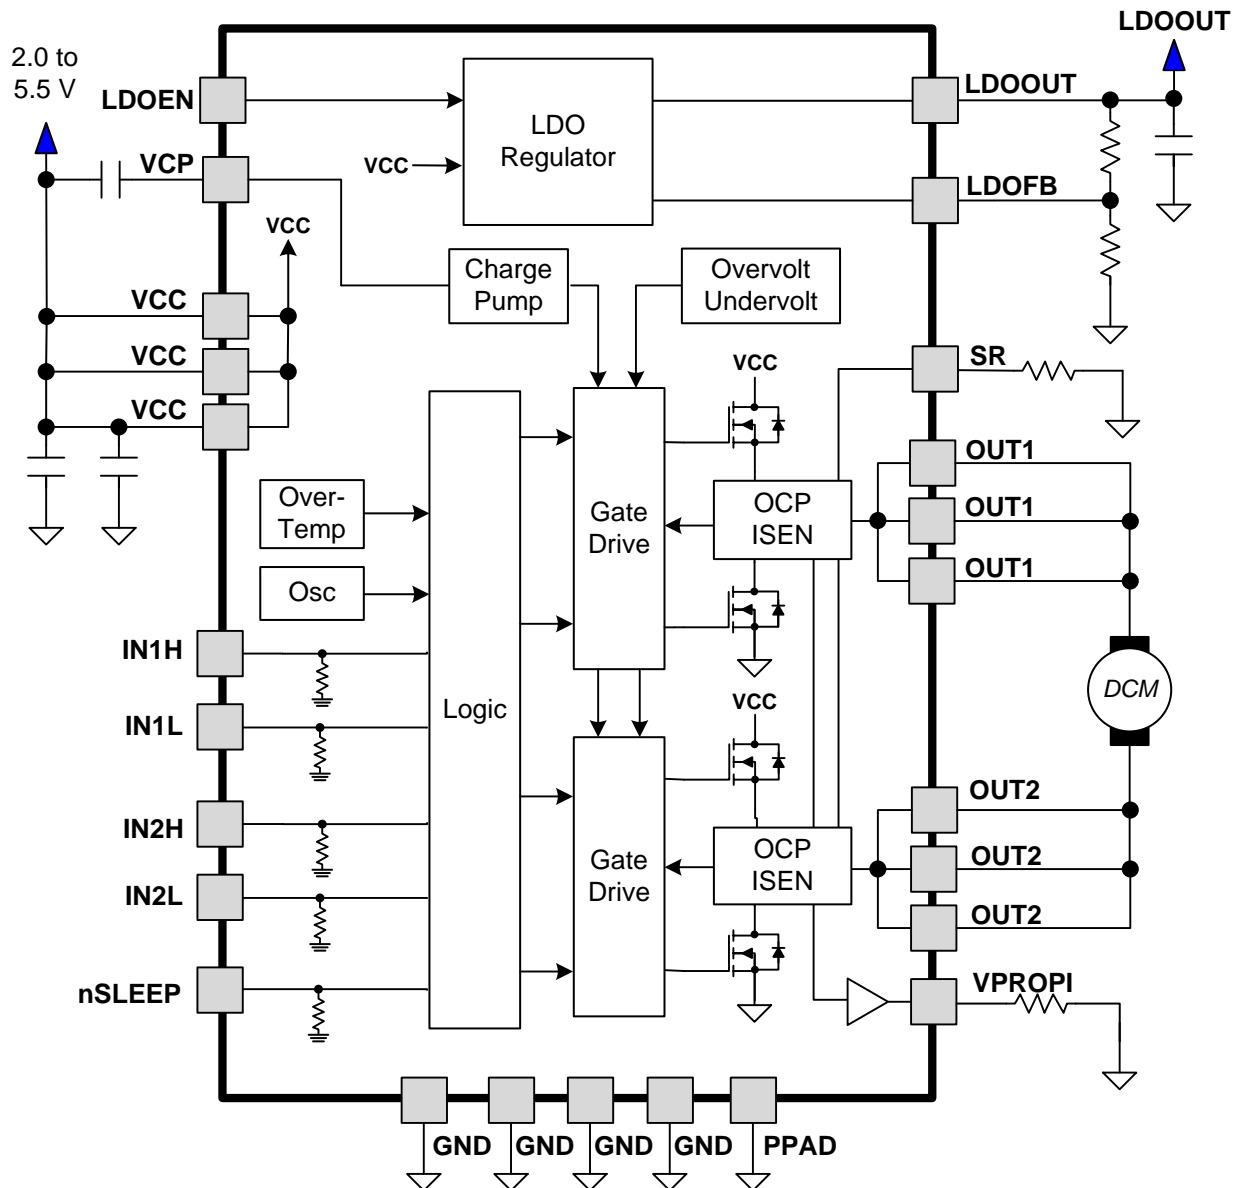 LDOOUT
2.0 to
5.5 V
LDOEN
LDO
Regulator
LDOOUT
VCP
VCC
LDOFB
VCC
Charge
Pump
Overvolt
Undervolt
VCC
VCC
VCC
VCC
SR
OUT1
OUT1
OUT1
Over-
Temp
Osc
Gate
Drive
OCP
ISEN
IN1H
IN1L
IN2H
IN2L
nSLEEP
Logic
VCC
DCM
Gate
Drive
OCP
ISEN
OUT2
OUT2
OUT2
VPROPI
GND
GND
GND
GND
PPAD